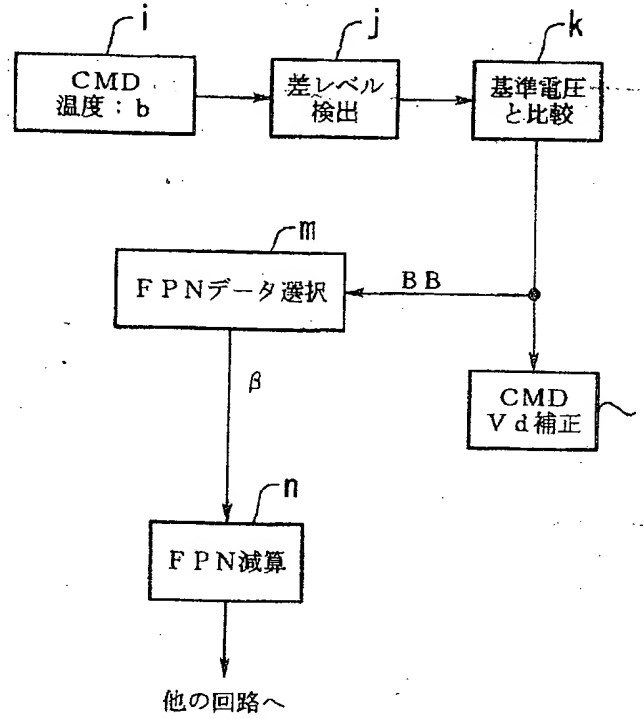 i
j
k
CMD
温度：b
差レベル
検出
基準電圧
と比較
m
FPNデータ選択
BB
β
CMD
Vd補正
n
FPN減算
他の回路へ